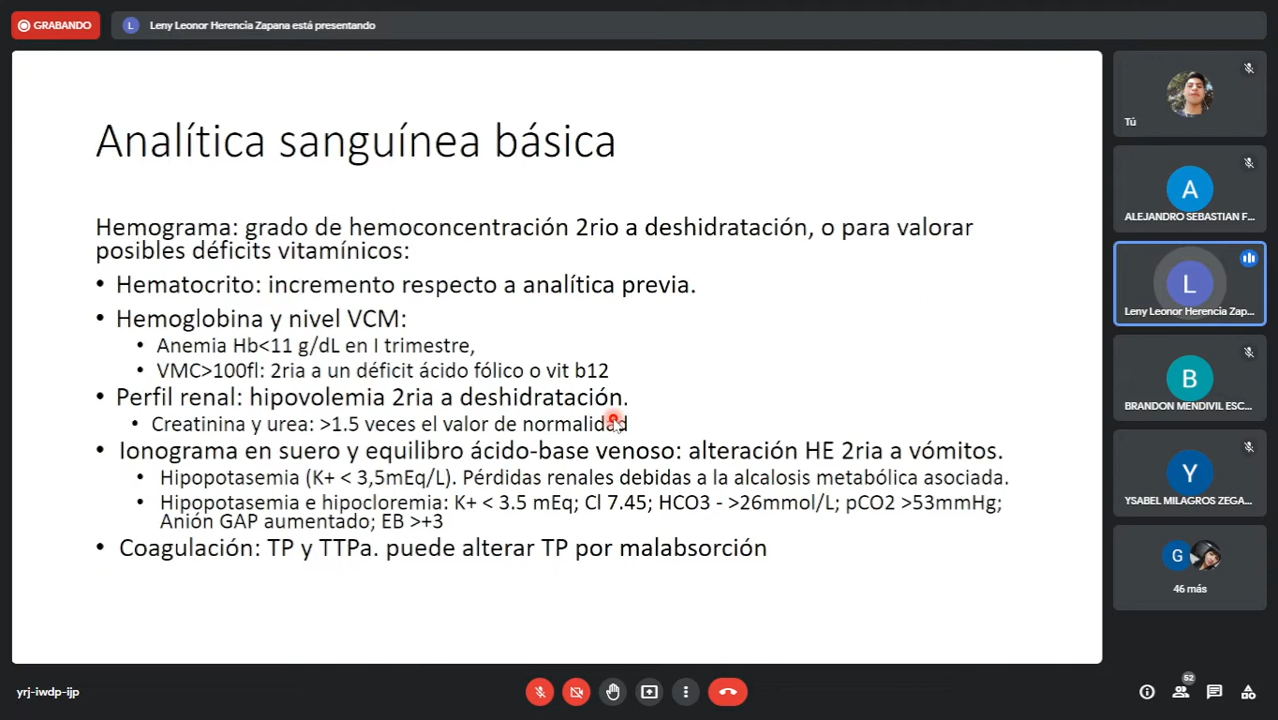 GRABANDO
L
Leny Leonor Herencia Zapana está presentando
Analítica sanguínea básica
Hemograma: grado de hemoconcentración 2rio a deshidratación, o para valorar
posibles déficits vitamínicos:
• Hematocrito: incremento respecto a analítica previa.
• Hemoglobina y nivel VCM:
• Anemia Hb<11 g/dL en I trimestre,
• VMC>100fl: 2ria a un déficit ácido fólico o vit b12
• Perfil renal: hipovolemia 2ria a deshidratación.
• Creatinina y urea: >1.5 veces el valor de normalidad
• Ionograma en suero y equilibro ácido-base venoso: alteración HE 2ria a vómitos.
• Hipopotasemia (K+ < 3,5mEq/L). Pérdidas renales debidas a la alcalosis metabólica asociada.
• Hipopotasemia e hipocloremia: K+ < 3.5 mEq; Cl 7.45; HCO3 - >26mmol/L; pCO2 >53mmHg;
Anión GAP aumentado; EB >+3
• Coagulación: TP y TTPa. puede alterar TP por malabsorción
Tú
A
ALEJANDRO SEBASTIAN F...
L
Leny Leonor Herencia Zap...
B
BRANDON MENDIVIL ESC...
Y
YSABEL MILAGROS ZEGA...
G
46 más
yrj-iwdp-ijp
52